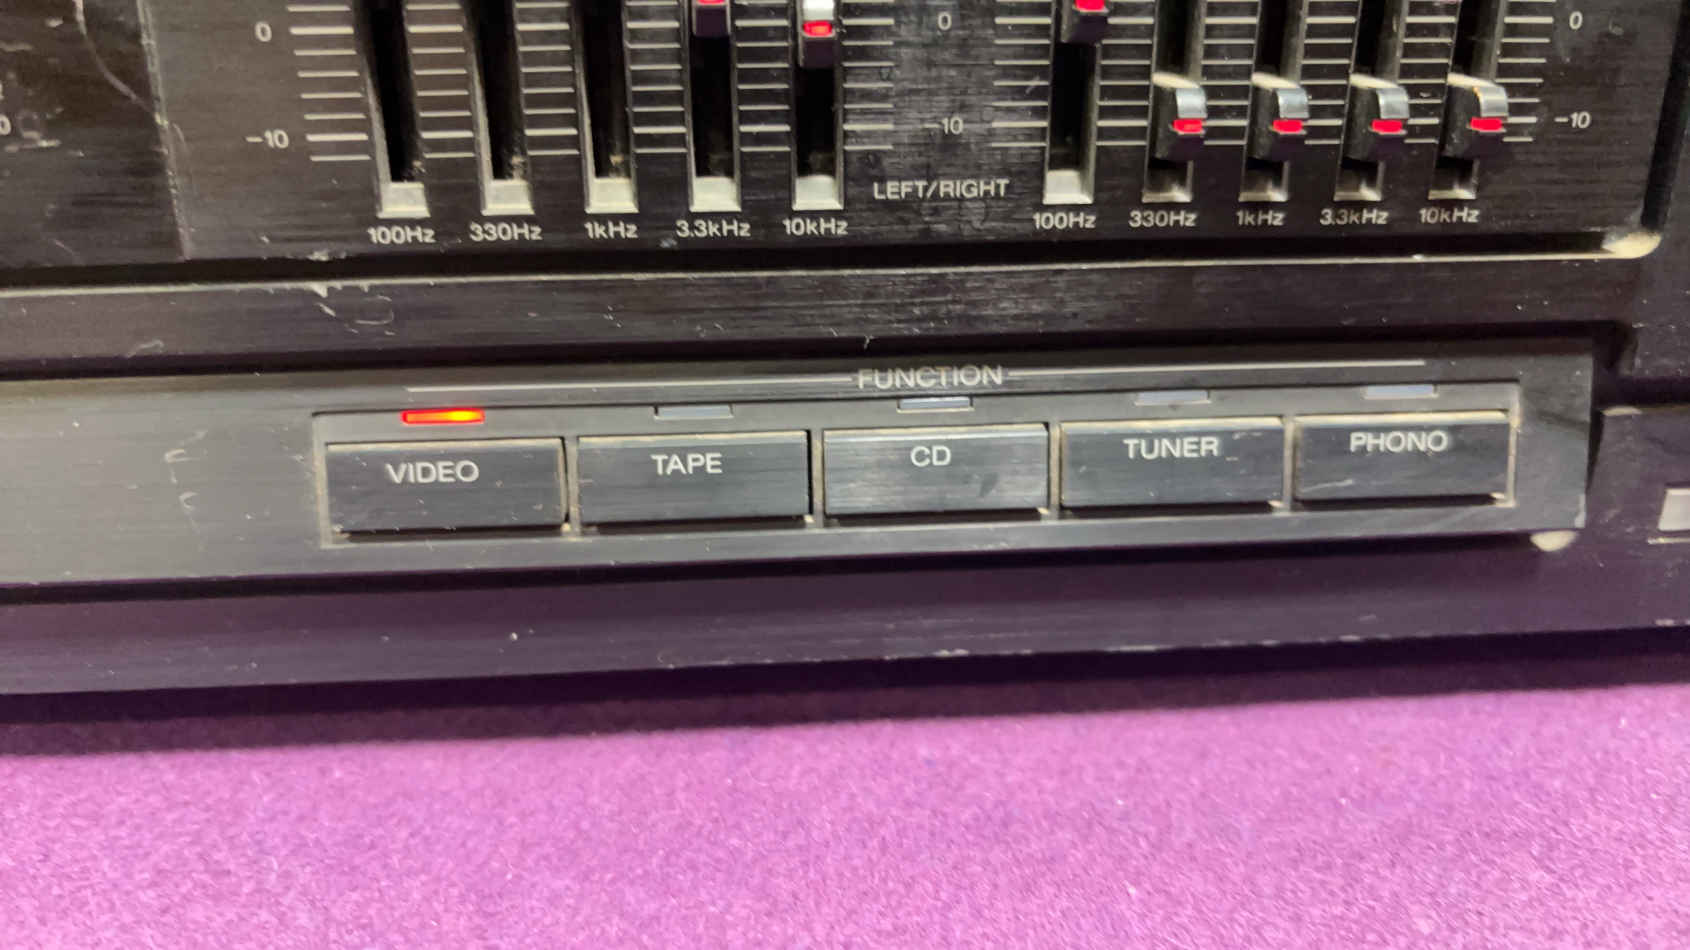 0 0 0
-10 -10 -10
LEFT/RIGHT
100Hz 330Hz 1kHz 3.3kHz 10kHz 100Hz 330Hz 1kHz 3.3kHz 10kHz
FUNCTION
VIDEO TAPE CD TUNER PHONO